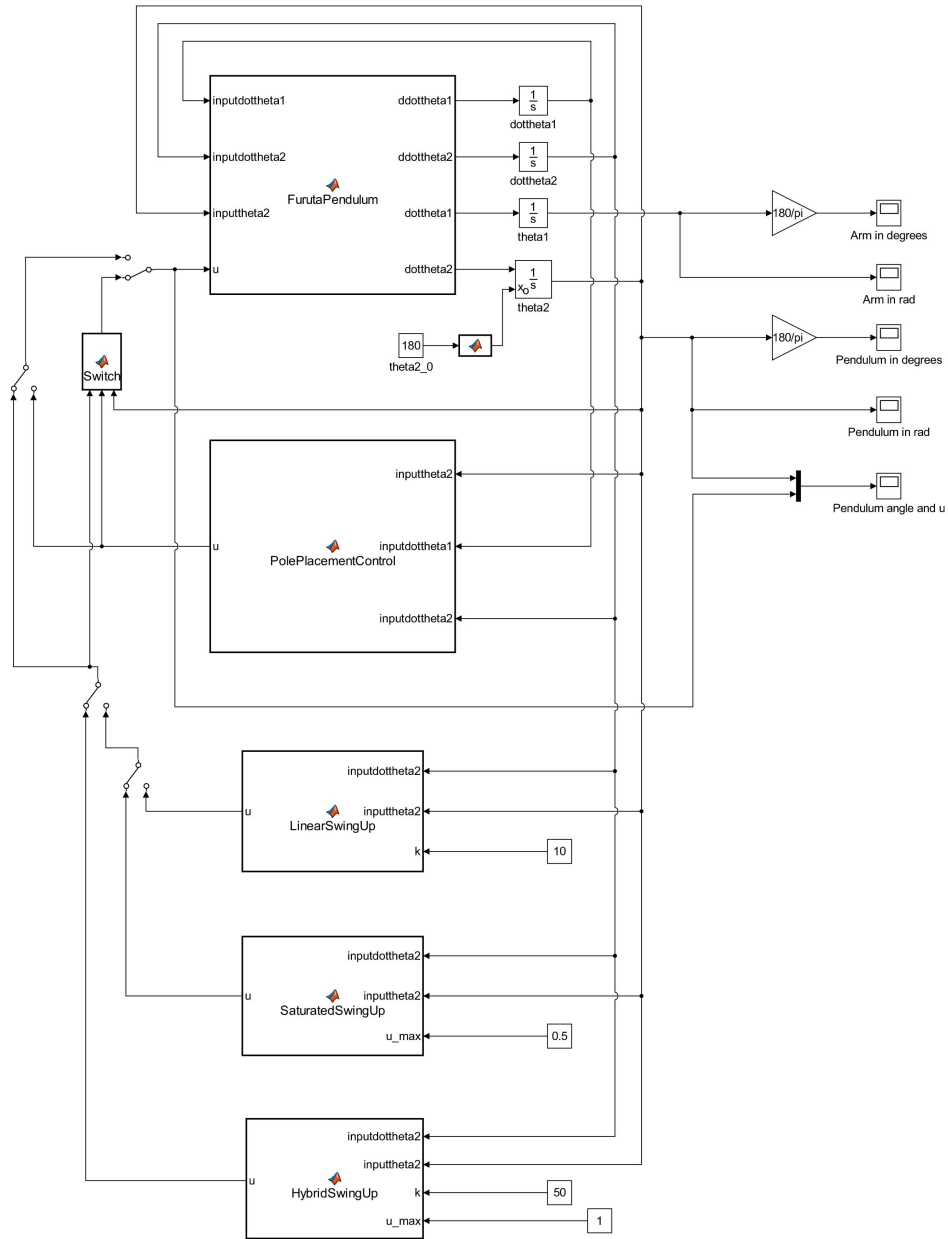 inputdottheta1
ddottheta1
1
s
dottheta1
inputdottheta2
ddottheta2
1
s
dottheta2
FurutaPendulum
inputtheta2
dottheta1
1
s
theta1
180/pi
Arm in degrees
u
dottheta2
xo
1
s
theta2
Arm in rad
180
theta2_0
180/pi
Pendulum in degrees
Switch
Pendulum in rad
inputtheta2
Pendulum angle and u
u
inputdottheta1
PolePlacementControl
inputdottheta2
inputdottheta2
u
inputtheta2
LinearSwingUp
k
10
inputdottheta2
u
inputtheta2
SaturatedSwingUp
u_max
0.5
inputdottheta2
inputtheta2
u
HybridSwingUp
k
50
u_max
1